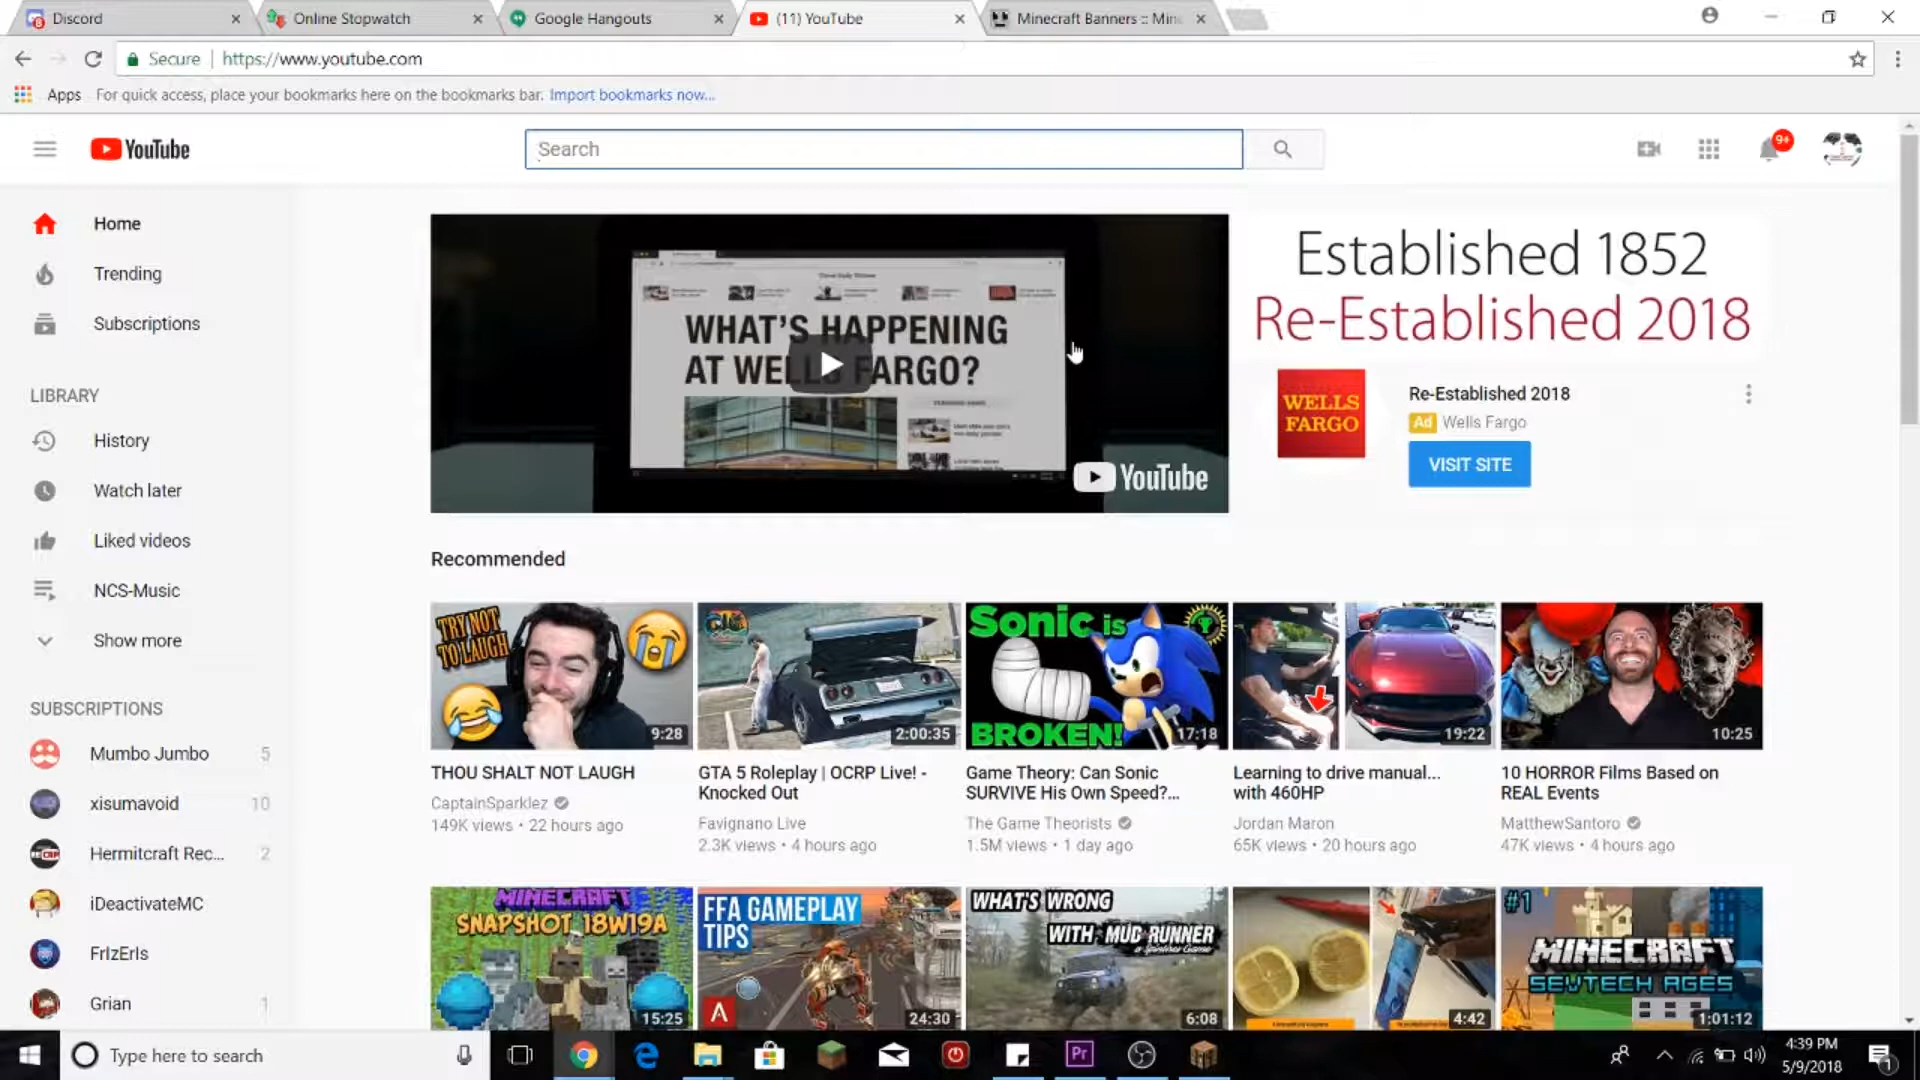 Discord
Online Stopwatch
Google Hangouts
(11) YouTube
Minecraft Banners :: Min
Secure
https://www.youtube.com
Apps
For quick access, place your bookmarks here on the bookmarks bar. Import bookmarks now...
YouTube
Search
9+
Home
Trending
Subscriptions
LIBRARY
History
Watch later
Liked videos
NCS-Music
Show more
SUBSCRIPTIONS
Mumbo Jumbo 5
xisumavoid 10
Hermitcraft Rec... 2
iDeactivateMC
FrIzErIs
Grian 1
WHAT'S HAPPENING
AT WELLS FARGO?
YouTube
Established 1852
Re-Established 2018
WELLS
FARGO
Re-Established 2018
Ad Wells Fargo
VISIT SITE
Recommended
TRY NOT
TO LAUGH
9:28
THOU SHALT NOT LAUGH
CaptainSparklez
149K views • 22 hours ago
2:00:35
GTA 5 Roleplay | OCRP Live! -
Knocked Out
Favignano Live
2.3K views • 4 hours ago
Sonic is
BROKEN!
17:18
Game Theory: Can Sonic
SURVIVE His Own Speed?...
The Game Theorists
1.5M views • 1 day ago
19:22
Learning to drive manual...
with 460HP
Jordan Maron
65K views • 20 hours ago
10:25
10 HORROR Films Based on
REAL Events
MatthewSantoro
47K views • 4 hours ago
MINECRAFT
SNAPSHOT 18W19A
15:25
FFA GAMEPLAY
TIPS
24:30
WHAT'S WRONG
WITH MUD RUNNER
6:08
4:42
#1
MINECRAFT
SEVTECH AGES
1:01:12
Type here to search
Pr
4:39 PM
5/9/2018
1